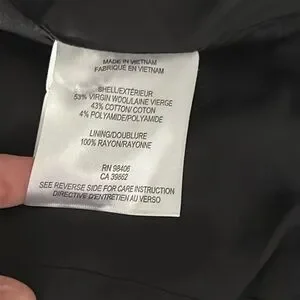 MADE IN VIETNAM
FABRIQUE EN VIETNAM
SHELL/EXTÉRIEUR
53% VIRGIN WOOL/LAINE VIERGE
43% COTTON/ COTON
4% POLYAMIDE/POLYAMIDE
LINING/DOUBLURE
100% RAYON/RAYONNE
RN 98406
CA 39862
SEE REVERSE SIDE FOR CARE INSTRUCTION
DIRECTIVE D'ENTRETIEN AU VERSO